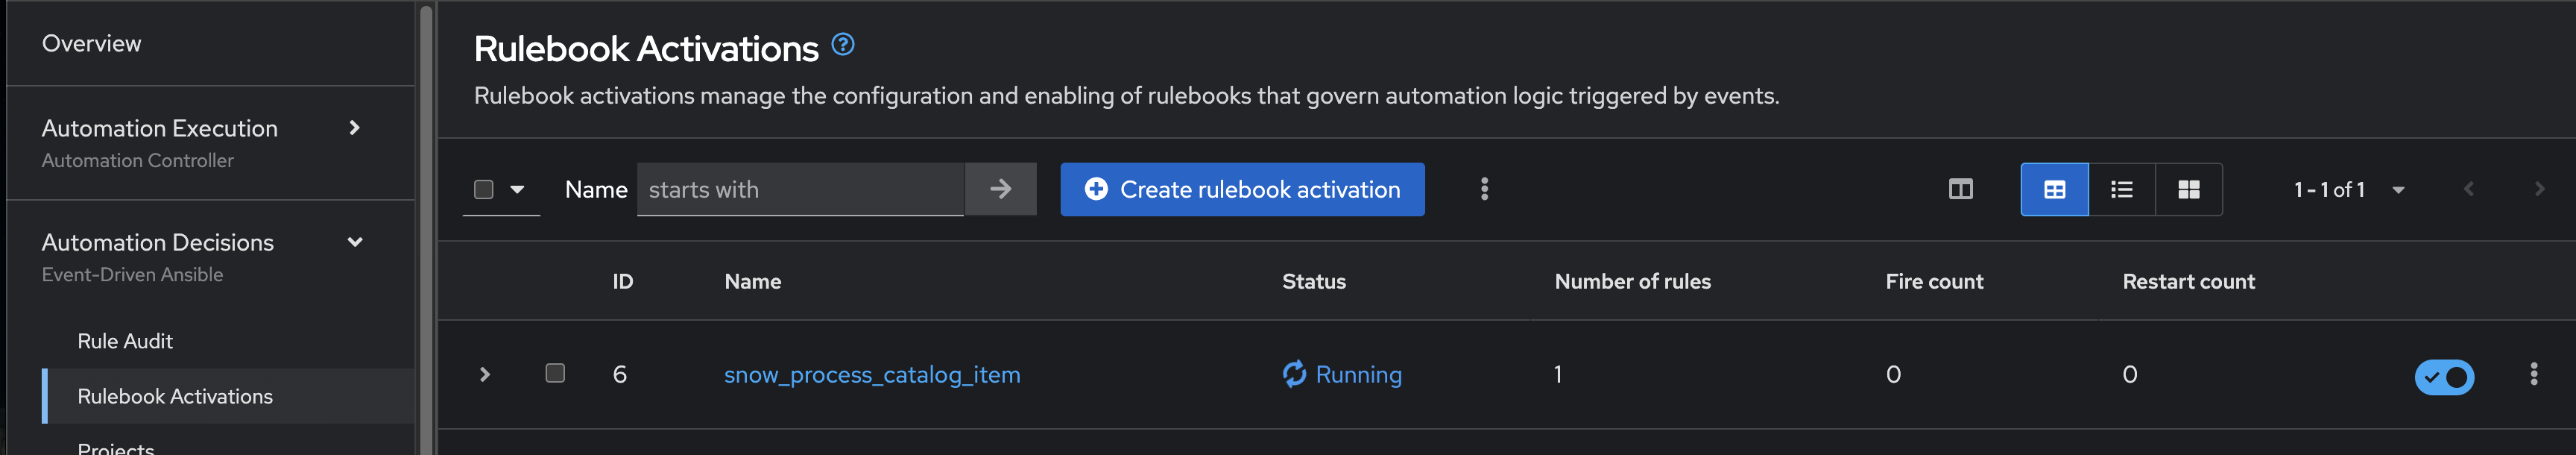 Overview
Automation Execution
Automation Controller
Automation Decisions
Event-Driven Ansible
Rule Audit
Rulebook Activations
Projects
Rulebook Activations
Rulebook activations manage the configuration and enabling of rulebooks that govern automation logic triggered by events.
Name starts with Create rulebook activation 1 - 1 of 1
ID Name Status Number of rules Fire count Restart count
6 snow_process_catalog_item Running 1 0 0